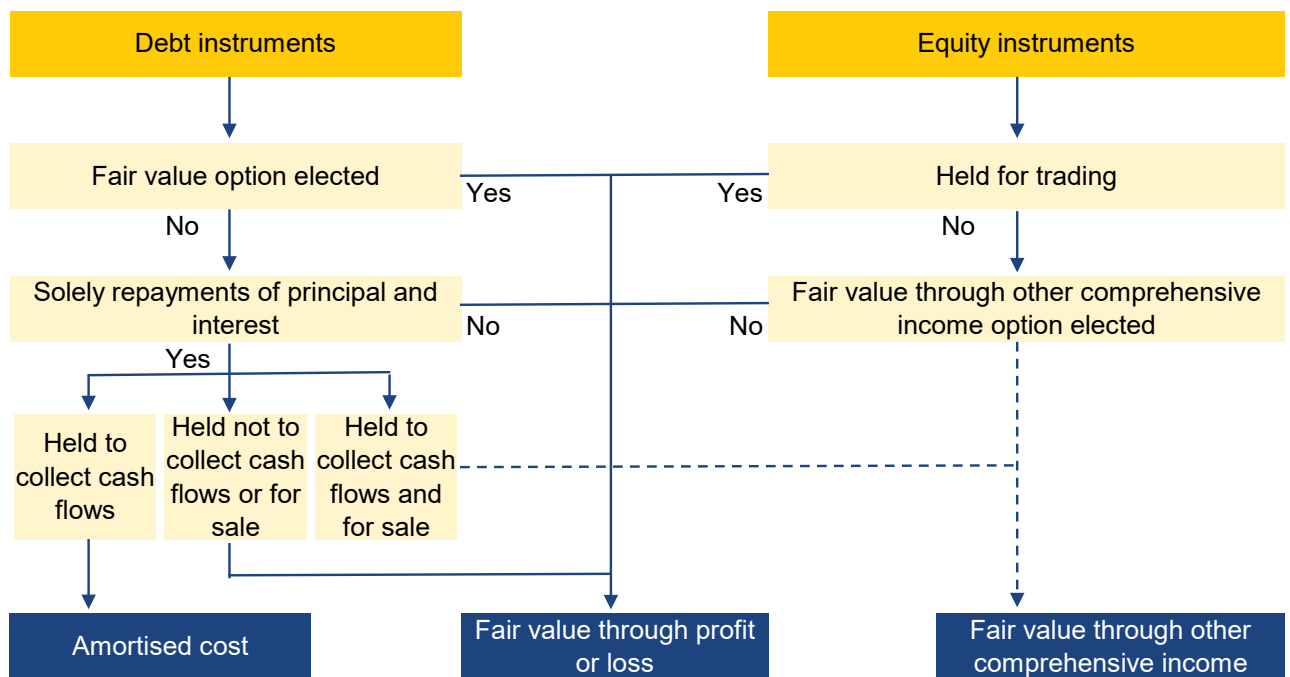 Debt instruments
Equity instruments
Fair value option elected
Yes
Yes
Held for trading
No
No
Solely repayments of principal and
interest
No
No
Fair value through other comprehensive
income option elected
Yes
Held to
collect cash
flows
Held not to
collect cash
flows or for
sale
Held to
collect cash
flows and
for sale
Amortised cost
Fair value through profit
or loss
Fair value through other
comprehensive income